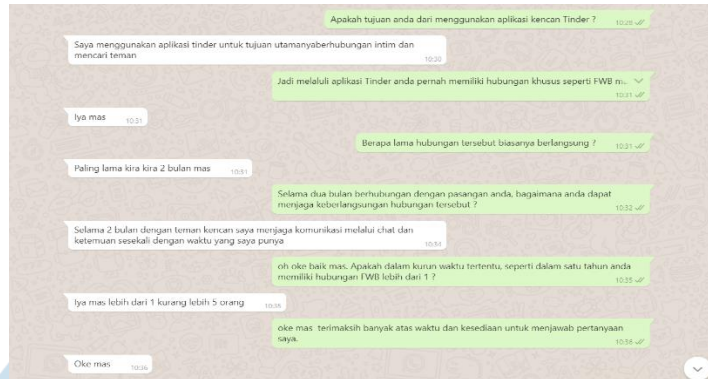 Apakah tujuan anda dari menggunakan aplikasi kencan Tinder ? 10:28
Saya menggunakan aplikasi tinder untuk tujuan utamanyaberhubungan intim dan
mencari teman 10:30
Jadi melaluli aplikasi Tinder anda pernah memiliki hubungan khusus seperti FWB
10:31
Iya mas 10:31
Berapa lama hubungan tersebut biasanya berlangsung ? 10:31
Paling lama kira kira 2 bulan mas 10:31
Selama dua bulan berhubungan dengan pasangan anda, bagaimana anda dapat
menjaga keberlangsungan hubungan tersebut ? 10:32
Selama 2 bulan dengan teman kencan saya menjaga komunikasi melalui chat dan
ketemuan sesekali dengan waktu yang saya punya
oh oke baik mas. Apakah dalam kurun waktu tertentu, seperti dalam satu tahun anda
memiliki hubungan FWB lebih dari 1 ? 10:35
Iya mas lebih dari 1 kurang lebih 5 orang
oke mas terimaksih banyak atas waktu dan kesediaan untuk menjawab pertanyaan
saya. 10:36
Oke mas 10:36